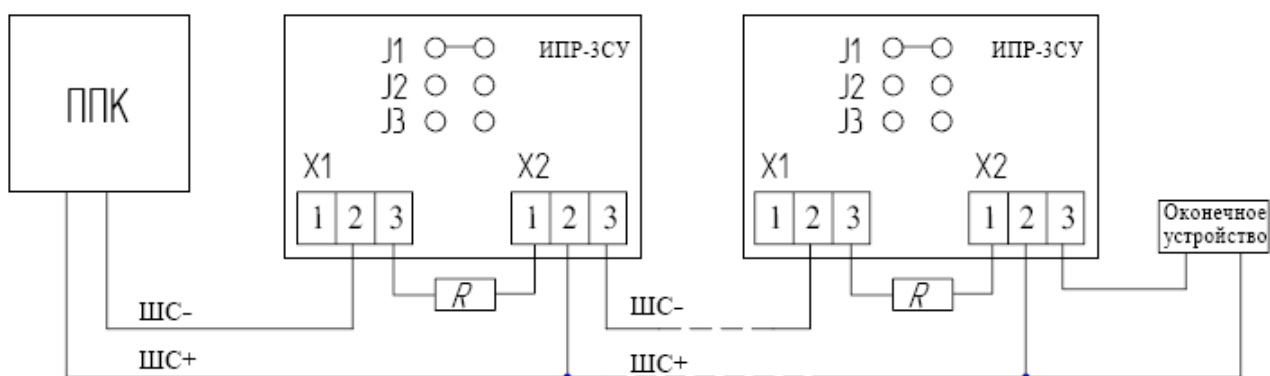 ППК
J1
J2
J3
ИПР-3СУ
X1
X2
1 2 3
1 2 3
R
J1
J2
J3
ИПР-3СУ
X1
X2
1 2 3
1 2 3
R
Оконечное
устройство
ШС-
ШС+
ШС-
ШС+